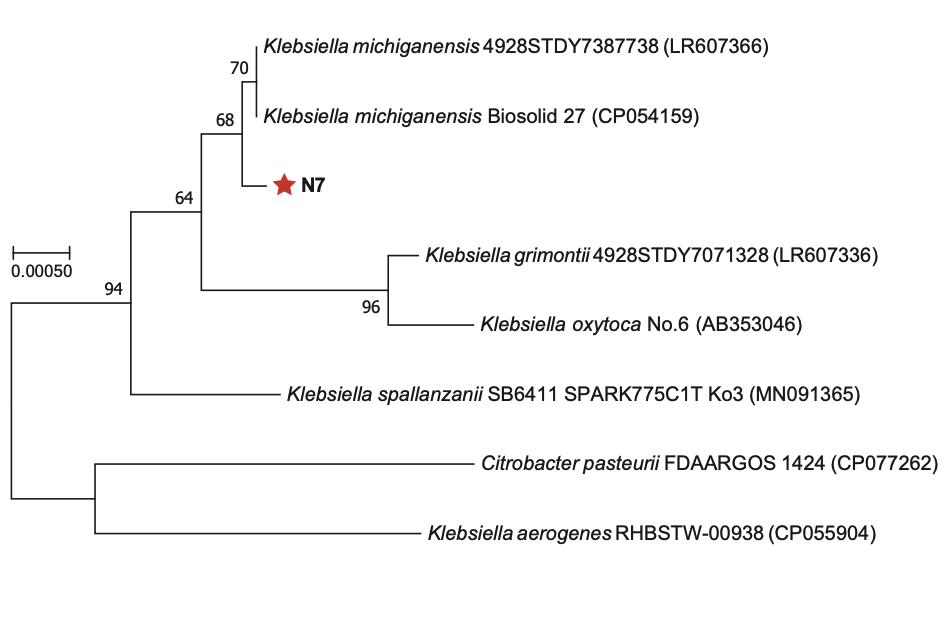 Klebsiella michiganensis 4928STDY7387738 (LR607366)
70
Klebsiella michiganensis Biosolid 27 (CP054159)
68
N7
64
Klebsiella grimontii 4928STDY7071328 (LR607336)
0.00050
94
96
Klebsiella oxytoca No.6 (AB353046)
Klebsiella spallanzanii SB6411 SPARK775C1T Ko3 (MN091365)
Citrobacter pasteurii FDAARGOS 1424 (CP077262)
Klebsiella aerogenes RHBSTW-00938 (CP055904)